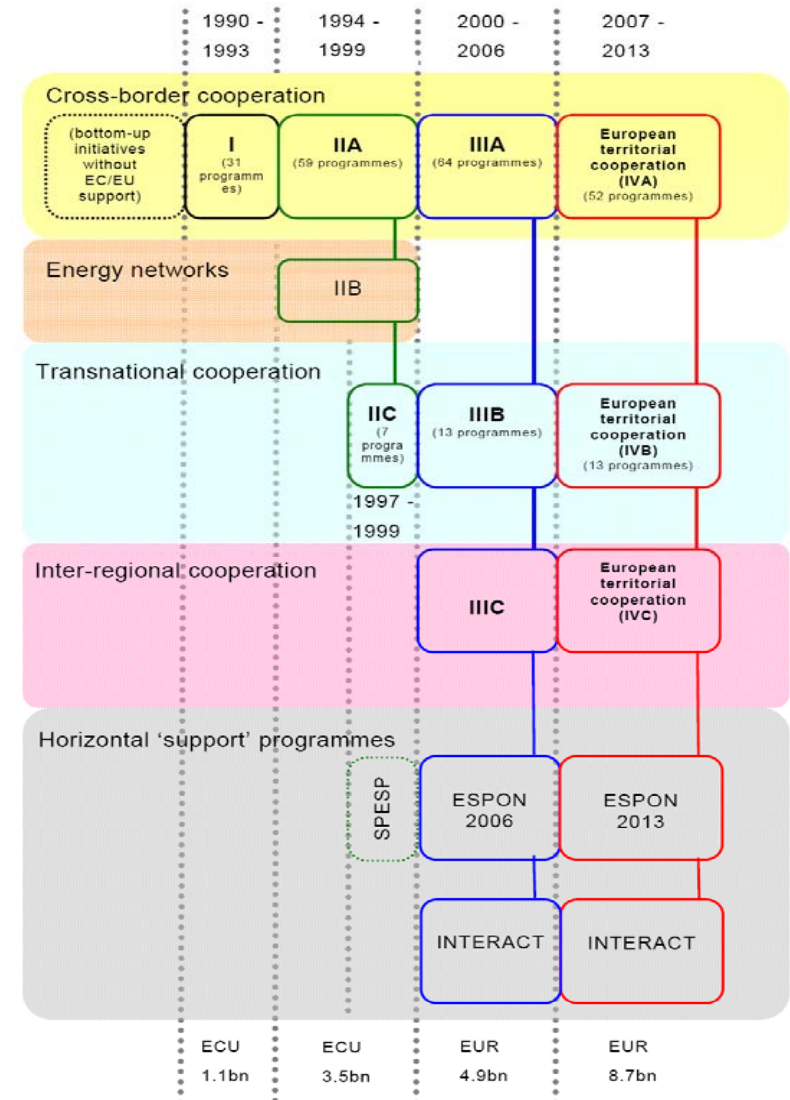 1990 - 1994 - 2000 - 2007 -
1993 1999 2006 2013
Cross-border cooperation
(bottom-up
initiatives
without
EC/EU
support)
I
(31
programm
es)
IIA
(59 programmes)
IIIA
(64 programmes)
European
territorial
cooperation
(IVA)
(52 programmes)
Energy networks
IIB
Transnational cooperation
IIC
(7
progra
mmes)
1997 -
1999
IIIB
(13 programmes)
European
territorial
cooperation
(IVB)
(13 programmes)
Inter-regional cooperation
IIIC
European
territorial
cooperation
(IVC)
Horizontal ‘support’ programmes
SPESP
ESPON
2006
ESPON
2013
INTERACT
INTERACT
ECU ECU EUR EUR
1.1bn 3.5bn 4.9bn 8.7bn